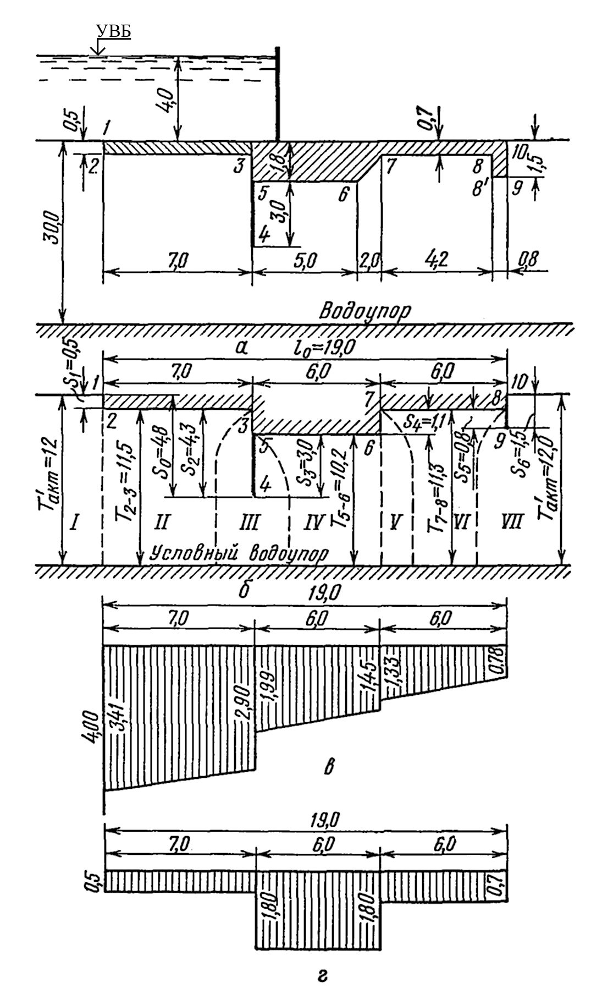 УВБ
4,0
0,5
0,7
1
2
3
1,8
7
8
10
1,5
5
6
8'
9
3,0
4
30,0
7,0
5,0
2,0
4,2
0,8
Водоупор
а
l₀=19,0
S₁=0,5
7,0
6,0
6,0
1
2
3
7
8
10
S₄=1,1
5
6
9
4
T'акт=12
T₂₋₃=11,5
S₀=4,8
S₂=4,3
S₃=3,0
T₅₋₆=10,2
T₇₋₈=11,3
S₅=0,8
S₆=1,5
T'акт=12,0
I
II
III
IV
V
VI
VII
Условный водоупор
б
19,0
7,0
6,0
6,0
4,00
3,41
2,90
1,99
1,45
1,33
0,78
в
19,0
7,0
6,0
6,0
0,5
1,80
1,80
0,7
г